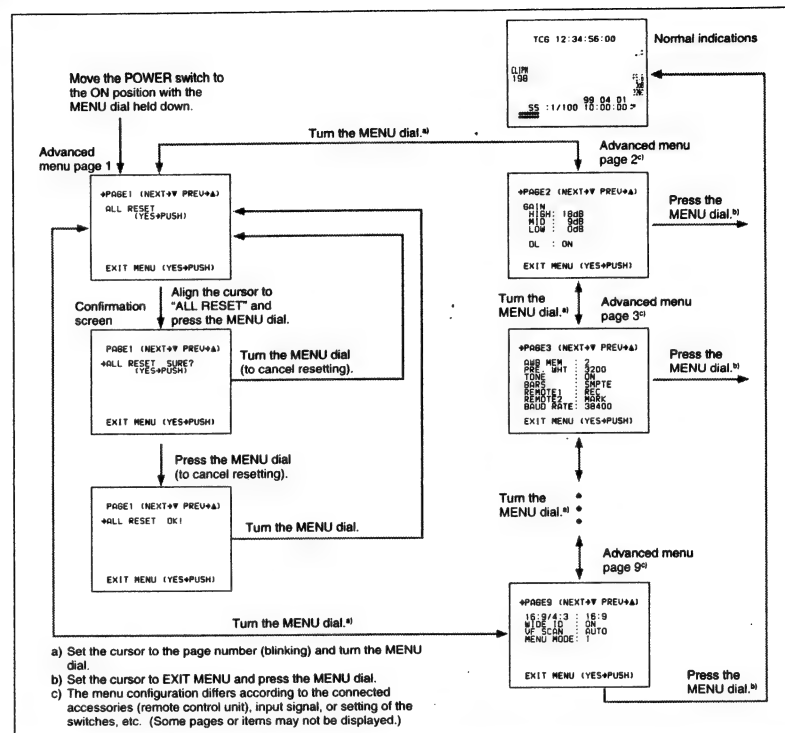 TCG 12:34:56:00
Normal indications
CLIPN
198
99 04 01
SS :1/100 10:00:00
Move the POWER switch to
the ON position with the
MENU dial held down.
Turn the MENU dial.a)
Advanced
menu page 1
Advanced menu
page 2c)
→PAGE1 (NEXT→▼ PREV→▲)
ALL RESET
(YES→PUSH)
EXIT MENU (YES→PUSH)
→PAGE2 (NEXT→▼ PREV→▲)
GAIN
HIGH: 18dB
MID : 9dB
LOW : 0dB
DL : ON
EXIT MENU (YES→PUSH)
Press the
MENU dial.b)
Confirmation
screen
Align the cursor to
"ALL RESET" and
press the MENU dial.
Turn the
MENU dial.a)
Advanced menu
page 3c)
PAGE1 (NEXT→▼ PREV→▲)
→ALL RESET SURE?
(YES→PUSH)
EXIT MENU (YES→PUSH)
Turn the MENU dial
(to cancel resetting).
→PAGE3 (NEXT→▼ PREV→▲)
AWB MEM : 2
PRE. WHT : 3200
TONE : ON
BARS : SMPTE
REMOTE1 : REC
REMOTE2 : MARK
BAUD RATE: 38400
EXIT MENU (YES→PUSH)
Press the
MENU dial.b)
Press the MENU dial
(to cancel resetting).
PAGE1 (NEXT→▼ PREV→▲)
→ALL RESET OK!
EXIT MENU (YES→PUSH)
Turn the MENU dial.
Turn the
MENU dial.a)
Advanced menu
page 9c)
→PAGE9 (NEXT→▼ PREV→▲)
16:9/4:3 : 16:9
WIDE ID : ON
VF SCAN : AUTO
MENU MODE: 1
EXIT MENU (YES→PUSH)
Turn the MENU dial.a)
Press the
MENU dial.b)
a) Set the cursor to the page number (blinking) and turn the MENU
dial.
b) Set the cursor to EXIT MENU and press the MENU dial.
c) The menu configuration differs according to the connected
accessories (remote control unit), input signal, or setting of the
switches, etc. (Some pages or items may not be displayed.)